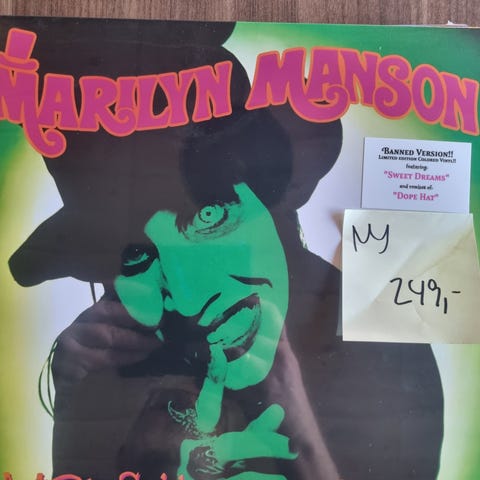 MARILYN MANSON
BANNED VERSION!!
LIMITED EDITION COLORED VINYL!!
featuring:
"SWEET DREAMS"
and remixes of:
"DOPE HAT"
Ny
249,-